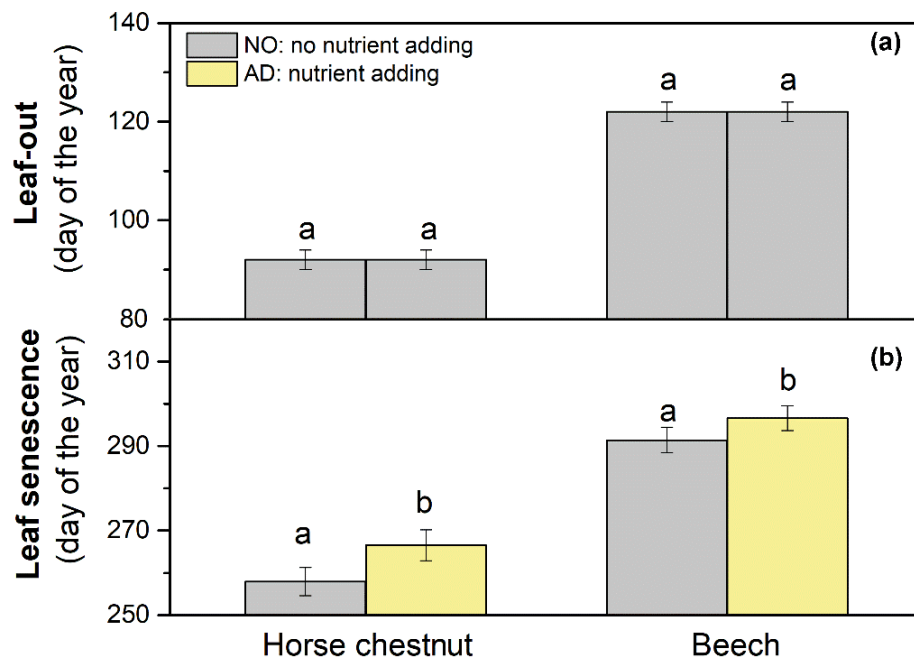 140
120
100
80
Leaf-out
(day of the year)
NO: no nutrient adding
AD: nutrient adding
(a)
a a a a
310
290
270
250
Leaf senescence
(day of the year)
(b)
a b a b
Horse chestnut Beech